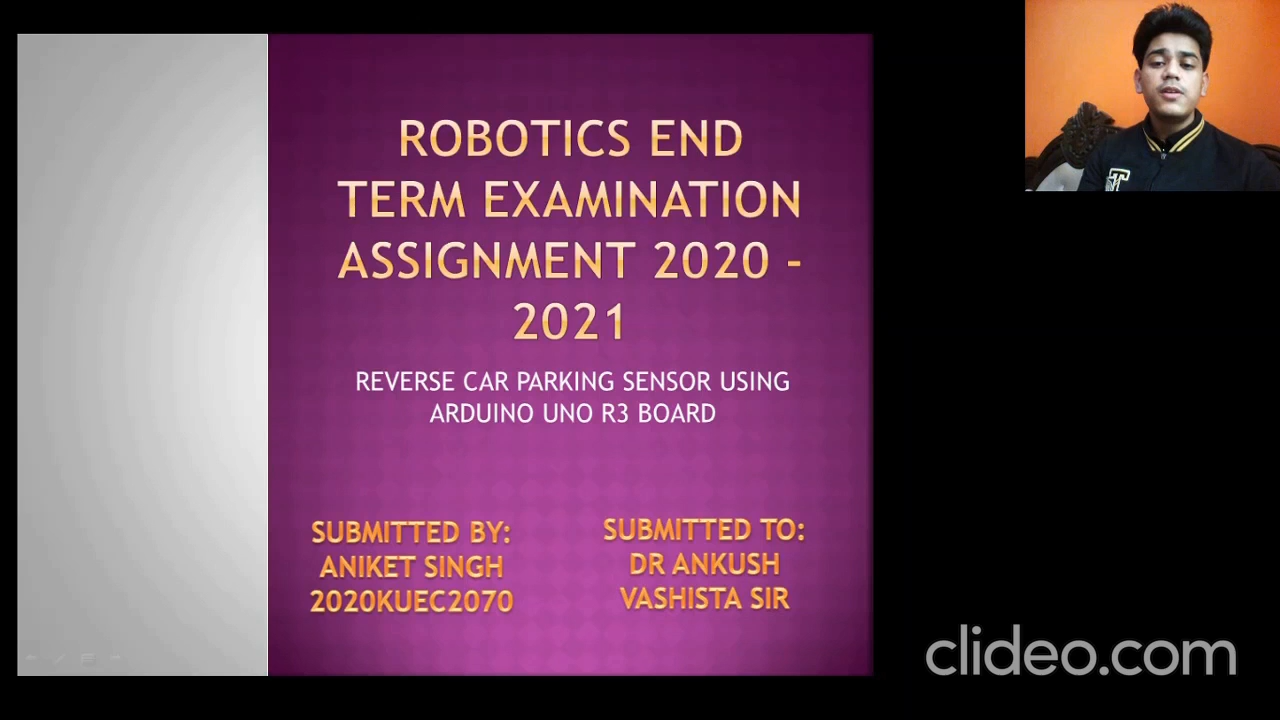 ROBOTICS END
TERM EXAMINATION
ASSIGNMENT 2020 -
2021
REVERSE CAR PARKING SENSOR USING
ARDUINO UNO R3 BOARD
SUBMITTED BY:
ANIKET SINGH
2020KUEC2070
SUBMITTED TO:
DR ANKUSH
VASHISTA SIR
clideo.com